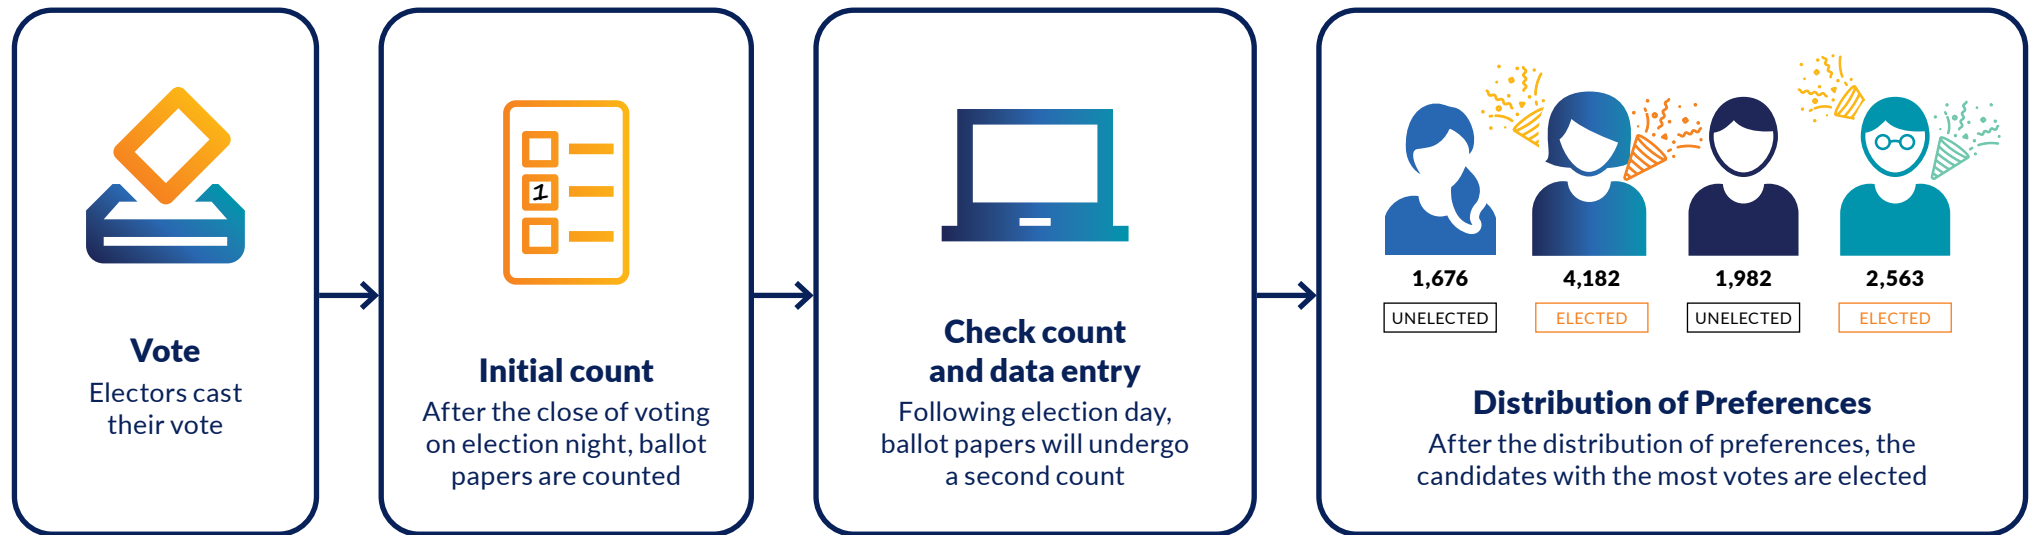 Vote
Electors cast
their vote
1
Initial count
After the close of voting
on election night, ballot
papers are counted
Check count
and data entry
Following election day,
ballot papers will undergo
a second count
1,676 4,182 1,982 2,563
UNELECTED ELECTED UNELECTED ELECTED
Distribution of Preferences
After the distribution of preferences, the
candidates with the most votes are elected